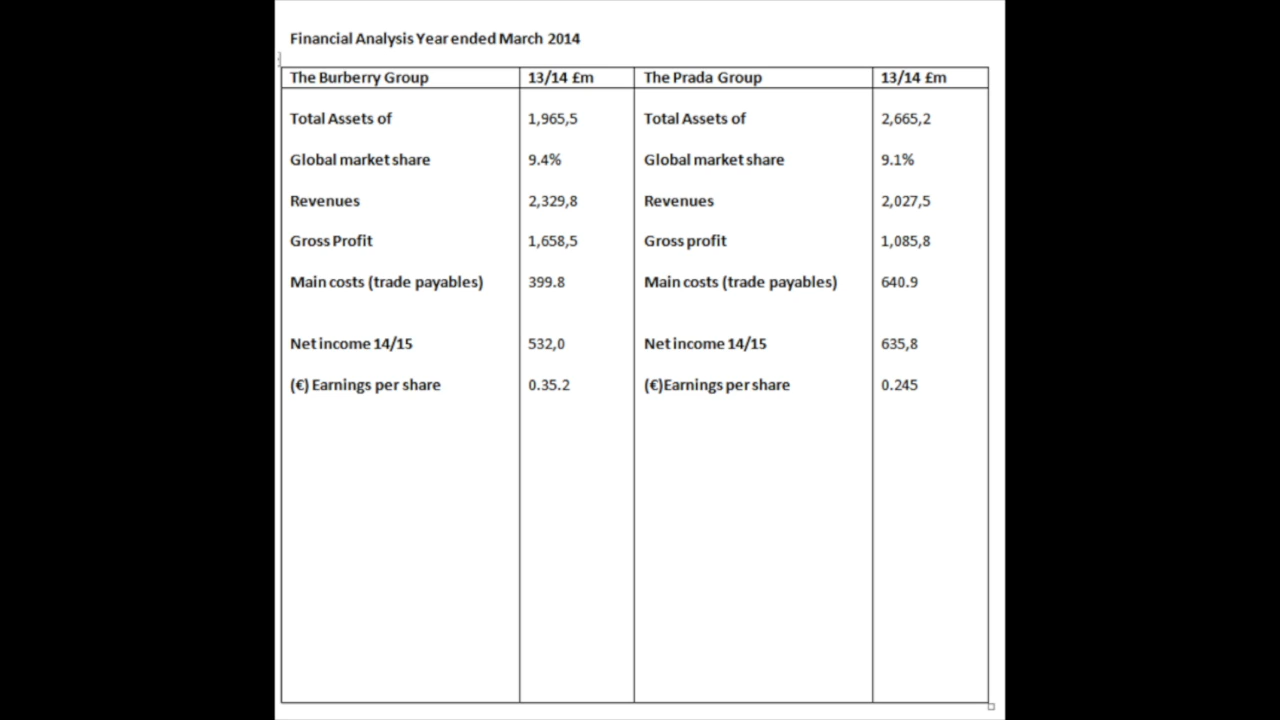 Financial Analysis Year ended March 2014
The Burberry Group 13/14 £m The Prada Group 13/14 £m
Total Assets of 1,965,5 Total Assets of 2,665,2
Global market share 9.4% Global market share 9.1%
Revenues 2,329,8 Revenues 2,027,5
Gross Profit 1,658,5 Gross profit 1,085,8
Main costs (trade payables) 399.8 Main costs (trade payables) 640.9
Net income 14/15 532,0 Net income 14/15 635,8
(€) Earnings per share 0.35.2 (€)Earnings per share 0.245